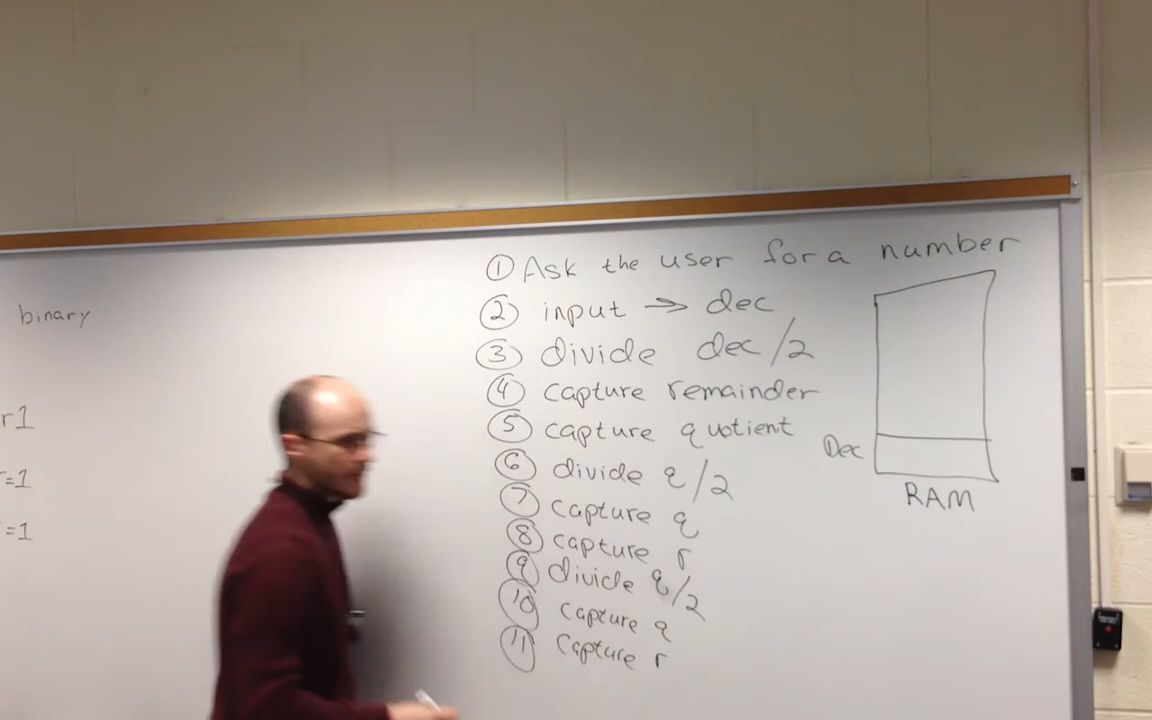 binary
r1
r=1
r=1
① Ask the user for a number
② input → dec
③ divide dec/2
④ capture remainder
⑤ capture quotient
⑥ divide q/2
⑦ capture q
⑧ capture r
⑨ divide q/2
⑩ capture q
⑪ capture r
Dec
RAM